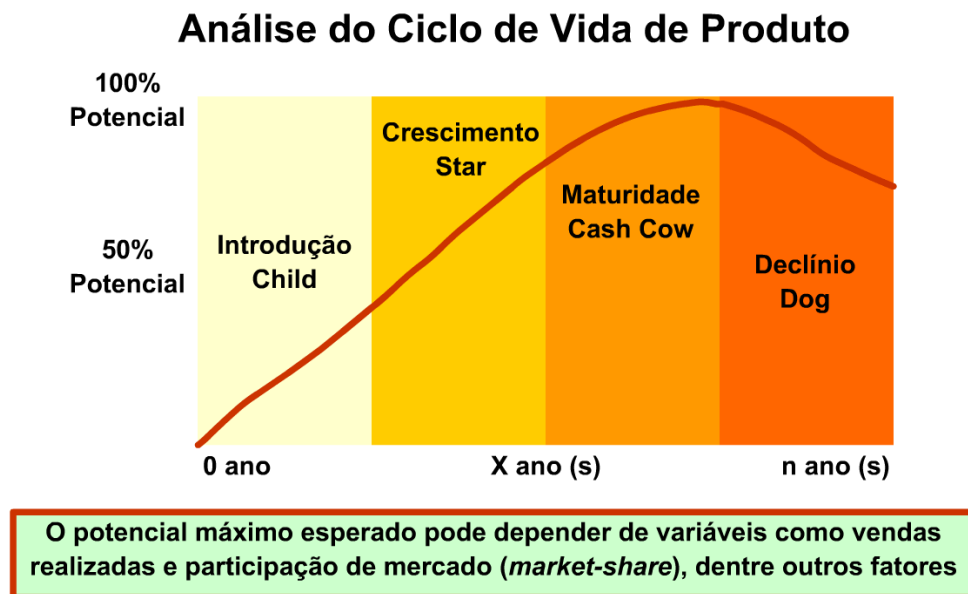 Análise do Ciclo de Vida de Produto
100%
Potencial
Crescimento
Star
Maturidade
Cash Cow
50%
Potencial
Introdução
Child
Declínio
Dog
0 ano
X ano (s)
n ano (s)
O potencial máximo esperado pode depender de variáveis como vendas
realizadas e participação de mercado (market-share), dentre outros fatores